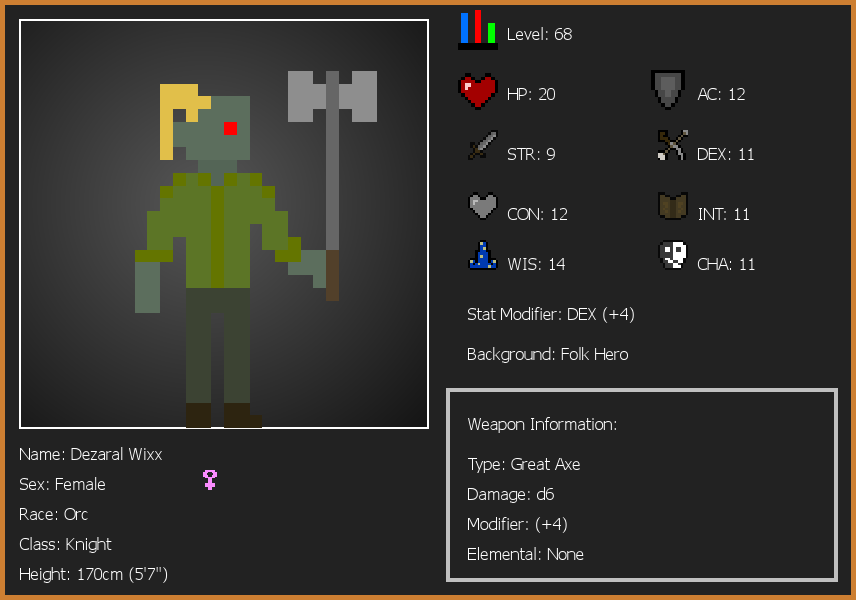 Level: 68
HP: 20
AC: 12
STR: 9
DEX: 11
CON: 12
INT: 11
WIS: 14
CHA: 11
Stat Modifier: DEX (+4)
Background: Folk Hero
Weapon Information:
Type: Great Axe
Damage: d6
Modifier: (+4)
Elemental: None
Name: Dezaral Wixx
Sex: Female
Race: Orc
Class: Knight
Height: 170cm (5'7")